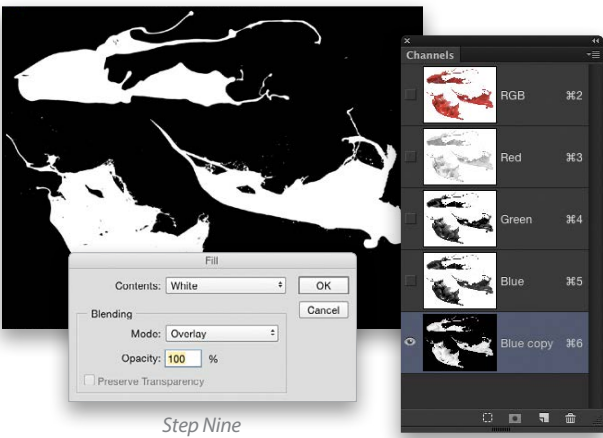 Channels
RGB ⌘2
Red ⌘3
Green ⌘4
Blue ⌘5
Blue copy ⌘6
Fill
Contents: White
OK
Cancel
Blending
Mode: Overlay
Opacity: 100 %
Preserve Transparency
Step Nine